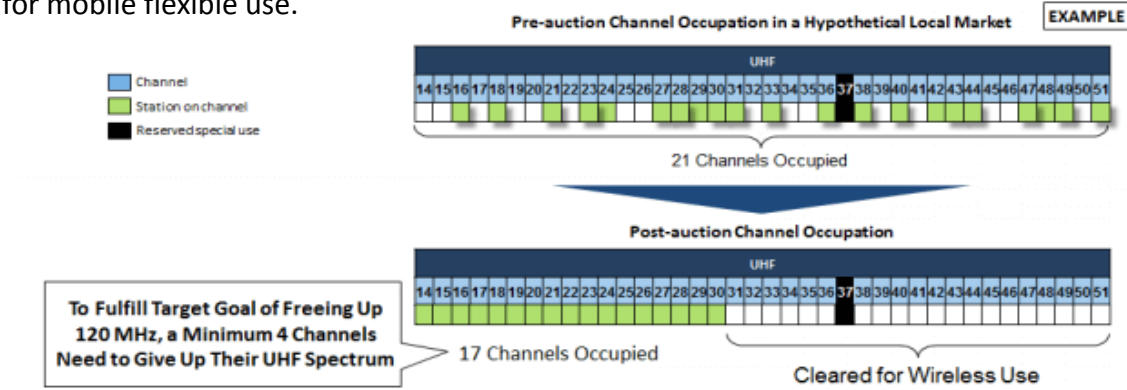 for mobile flexible use.
Pre-auction Channel Occupation in a Hypothetical Local Market
EXAMPLE
UHF
Channel
Station on channel
Reserved special use
14 15 16 17 18 19 20 21 22 23 24 25 26 27 28 29 30 31 32 33 34 35 36 37 38 39 40 41 42 43 44 45 46 47 48 49 50 51
21 Channels Occupied
Post-auction Channel Occupation
UHF
14 15 16 17 18 19 20 21 22 23 24 25 26 27 28 29 30 31 32 33 34 35 36 37 38 39 40 41 42 43 44 45 46 47 48 49 50 51
To Fulfill Target Goal of Freeing Up
120 MHz, a Minimum 4 Channels
Need to Give Up Their UHF Spectrum
17 Channels Occupied
Cleared for Wireless Use